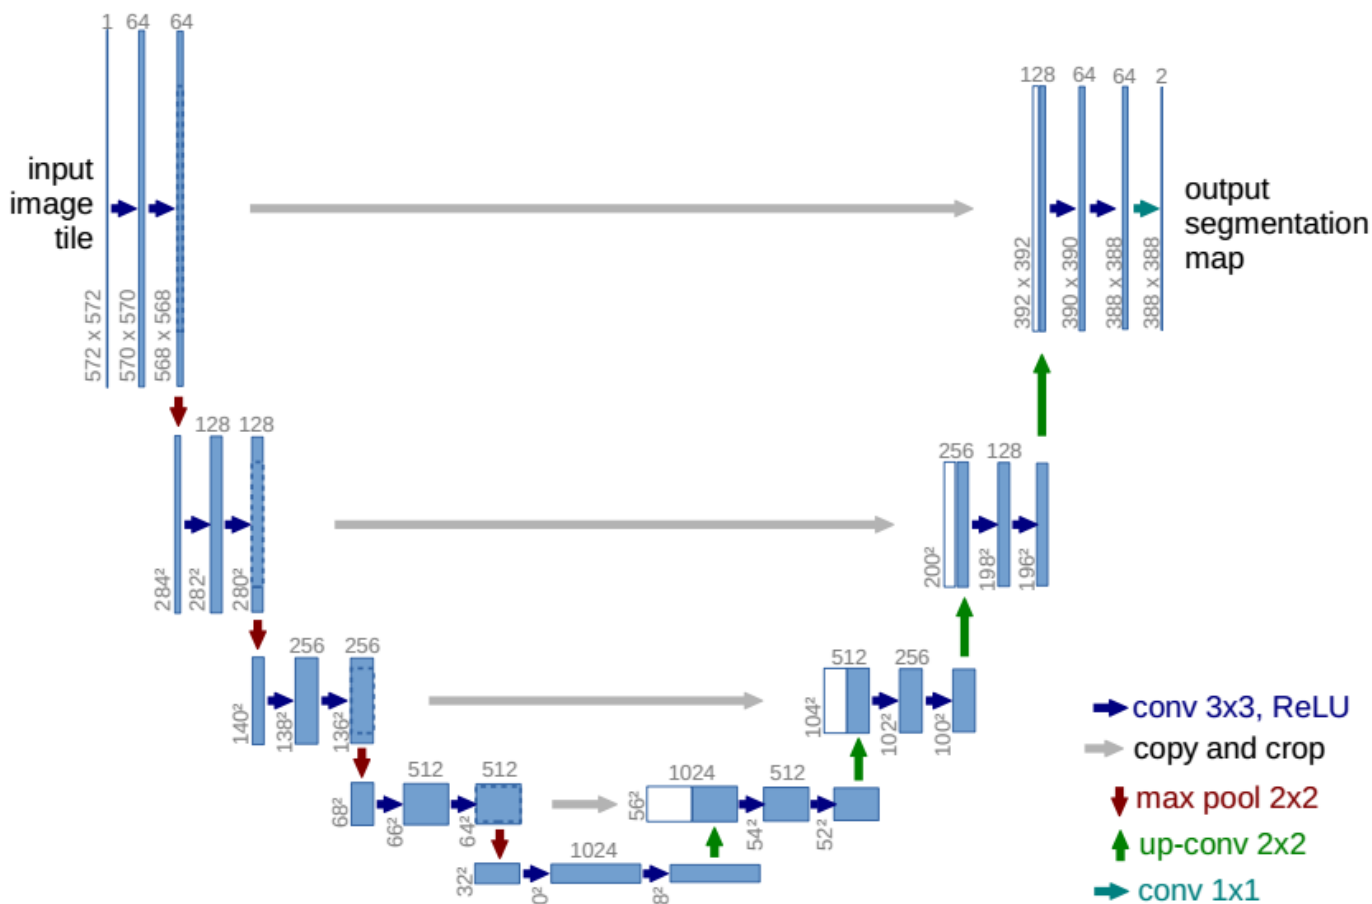 1 64 64
input
image
tile
572 x 572
570 x 570
568 x 568
128 64 64 2
output
segmentation
map
392 x 392
390 x 390
388 x 388
388 x 388
128 128
284²
282²
280²
256 128
200²
198²
196²
256 256
140²
138²
136²
512 256
104²
102²
100²
512 512
68²
66²
64²
1024 512
56²
54²
52²
1024
32²
0²
8²
conv 3x3, ReLU
copy and crop
max pool 2x2
up-conv 2x2
conv 1x1